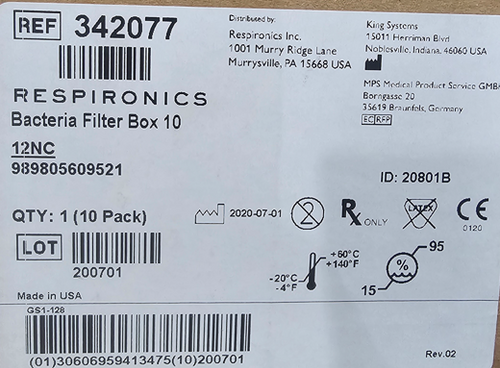 REF 342077
Distributed by:
Respironics Inc.
1001 Murry Ridge Lane
Murrysville, PA 15668 USA
King Systems
15011 Herriman Blvd
Noblesville, Indiana, 46060 USA
MPS Medical Product Service GMBH
Borngasse 20
35619 Braunfels, Germany
EC REP
RESPIRONICS
Bacteria Filter Box 10
12NC
989805609521
ID: 20801B
QTY: 1 (10 Pack)
2020-07-01
2
Rx ONLY
LATEX
CE
0120
LOT
200701
+60°C
+140°F
-20°C
-4°F
%
95
15
Made in USA
GS1-128
(01)30606959413475(10)200701
Rev.02